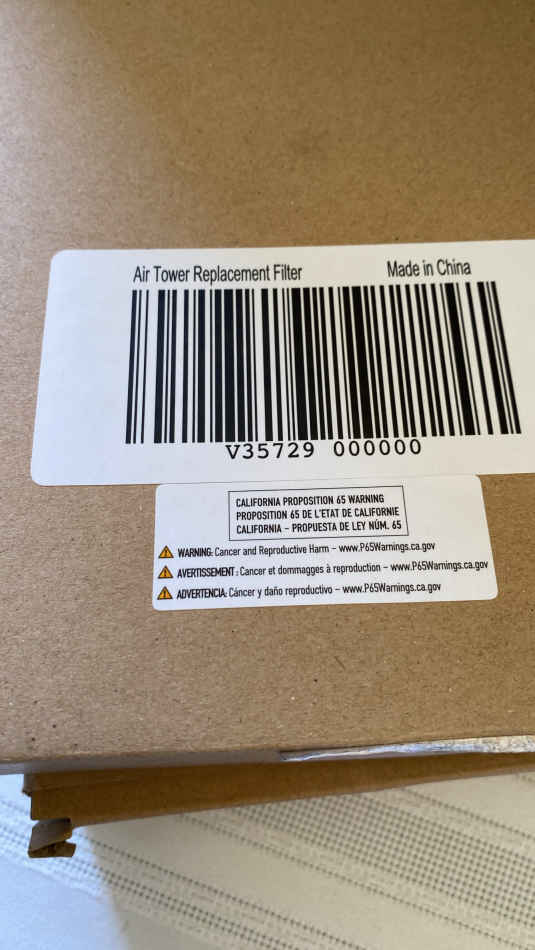 Air Tower Replacement Filter Made in China
V35729 000000
CALIFORNIA PROPOSITION 65 WARNING
PROPOSITION 65 DE L'ETAT DE CALIFORNIE
CALIFORNIA – PROPUESTA DE LEY NÚM. 65
WARNING: Cancer and Reproductive Harm – www.P65Warnings.ca.gov
AVERTISSEMENT : Cancer et dommagges à reproduction – www.P65Warnings.ca.gov
ADVERTENCIA: Cáncer y daño reproductivo – www.P65Warnings.ca.gov